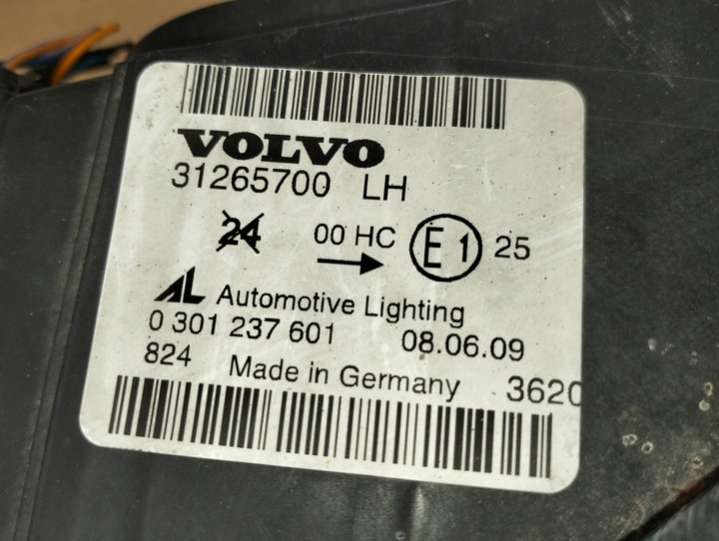 VOLVO
31265700 LH
24 00 HC E1 25
AL Automotive Lighting
0 301 237 601 08.06.09
824 Made in Germany 3620